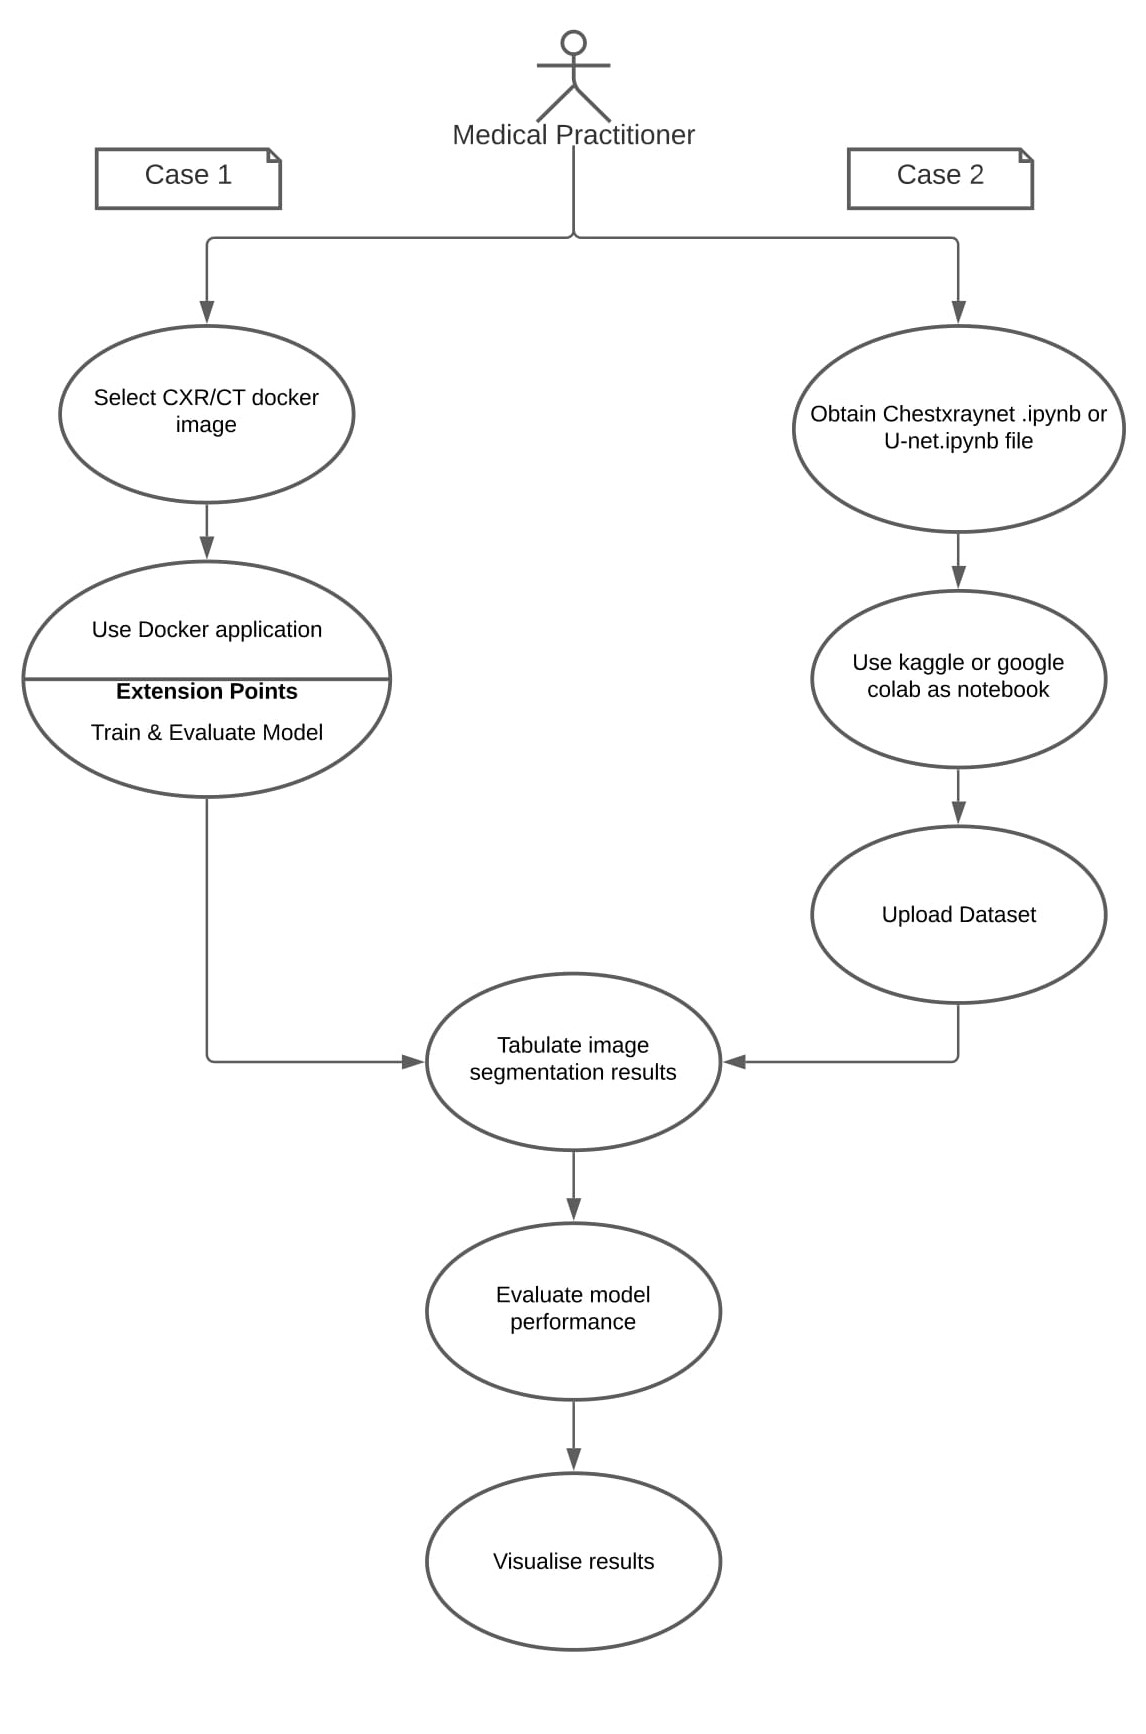 Medical Practitioner
Case 1
Case 2
Select CXR/CT docker
image
Obtain Chestxraynet .ipynb or
U-net.ipynb file
Use Docker application
Extension Points
Train & Evaluate Model
Use kaggle or google
colab as notebook
Upload Dataset
Tabulate image
segmentation results
Evaluate model
performance
Visualise results